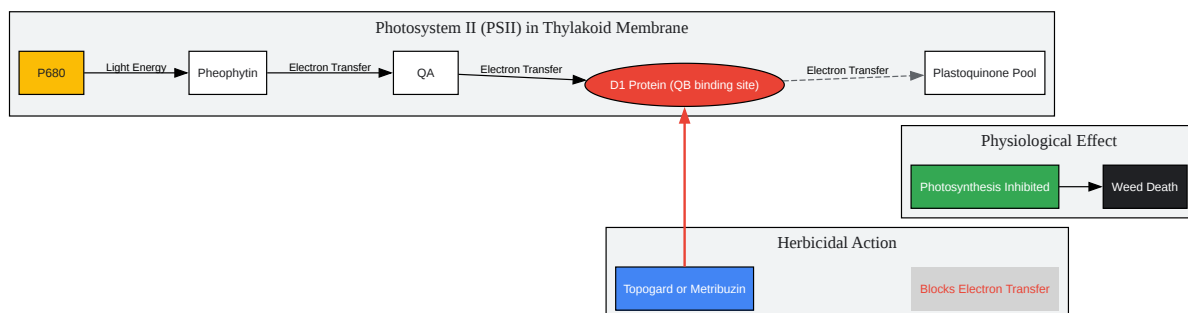 Photosystem II (PSII) in Thylakoid Membrane
P680
Light Energy
Pheophytin
Electron Transfer
QA
Electron Transfer
D1 Protein (QB binding site)
Electron Transfer
Plastoquinone Pool
Physiological Effect
Photosynthesis Inhibited
Weed Death
Herbicidal Action
Topogard or Metribuzin
Blocks Electron Transfer